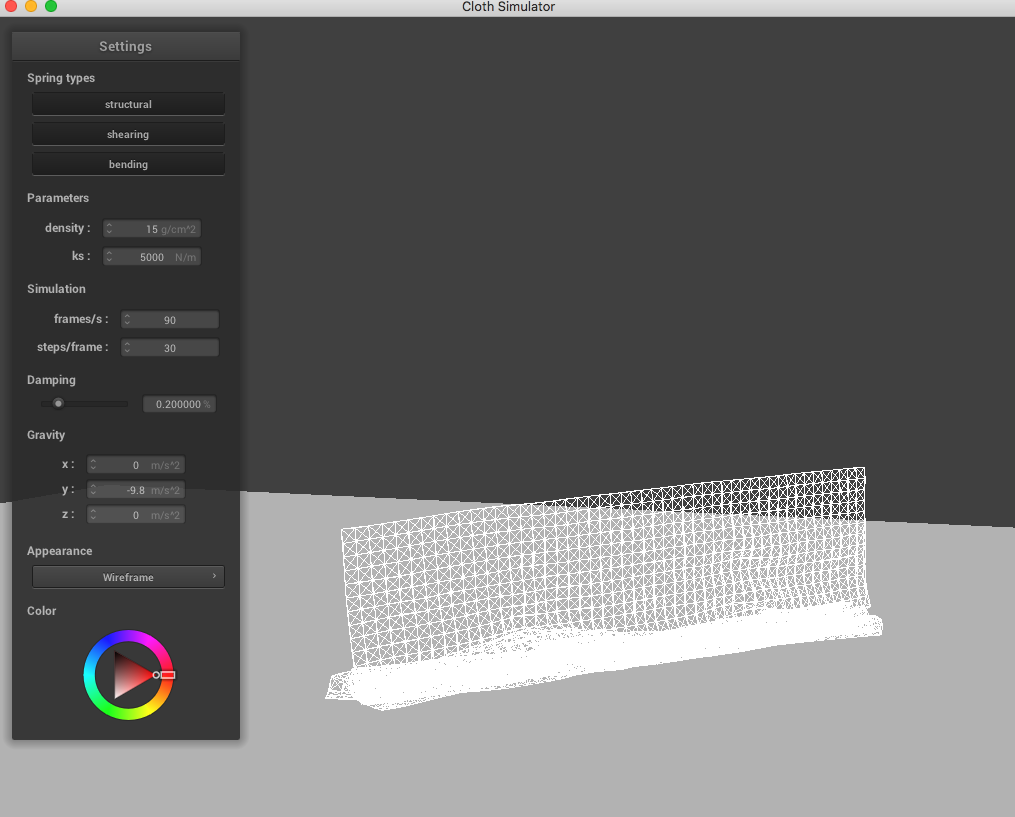 Cloth Simulator
Settings
Spring types
structural
shearing
bending
Parameters
density : 15 g/cm^2
ks : 5000 N/m
Simulation
frames/s : 90
steps/frame : 30
Damping
0.200000 %
Gravity
x : 0 m/s^2
y : -9.8 m/s^2
z : 0 m/s^2
Appearance
Wireframe
Color